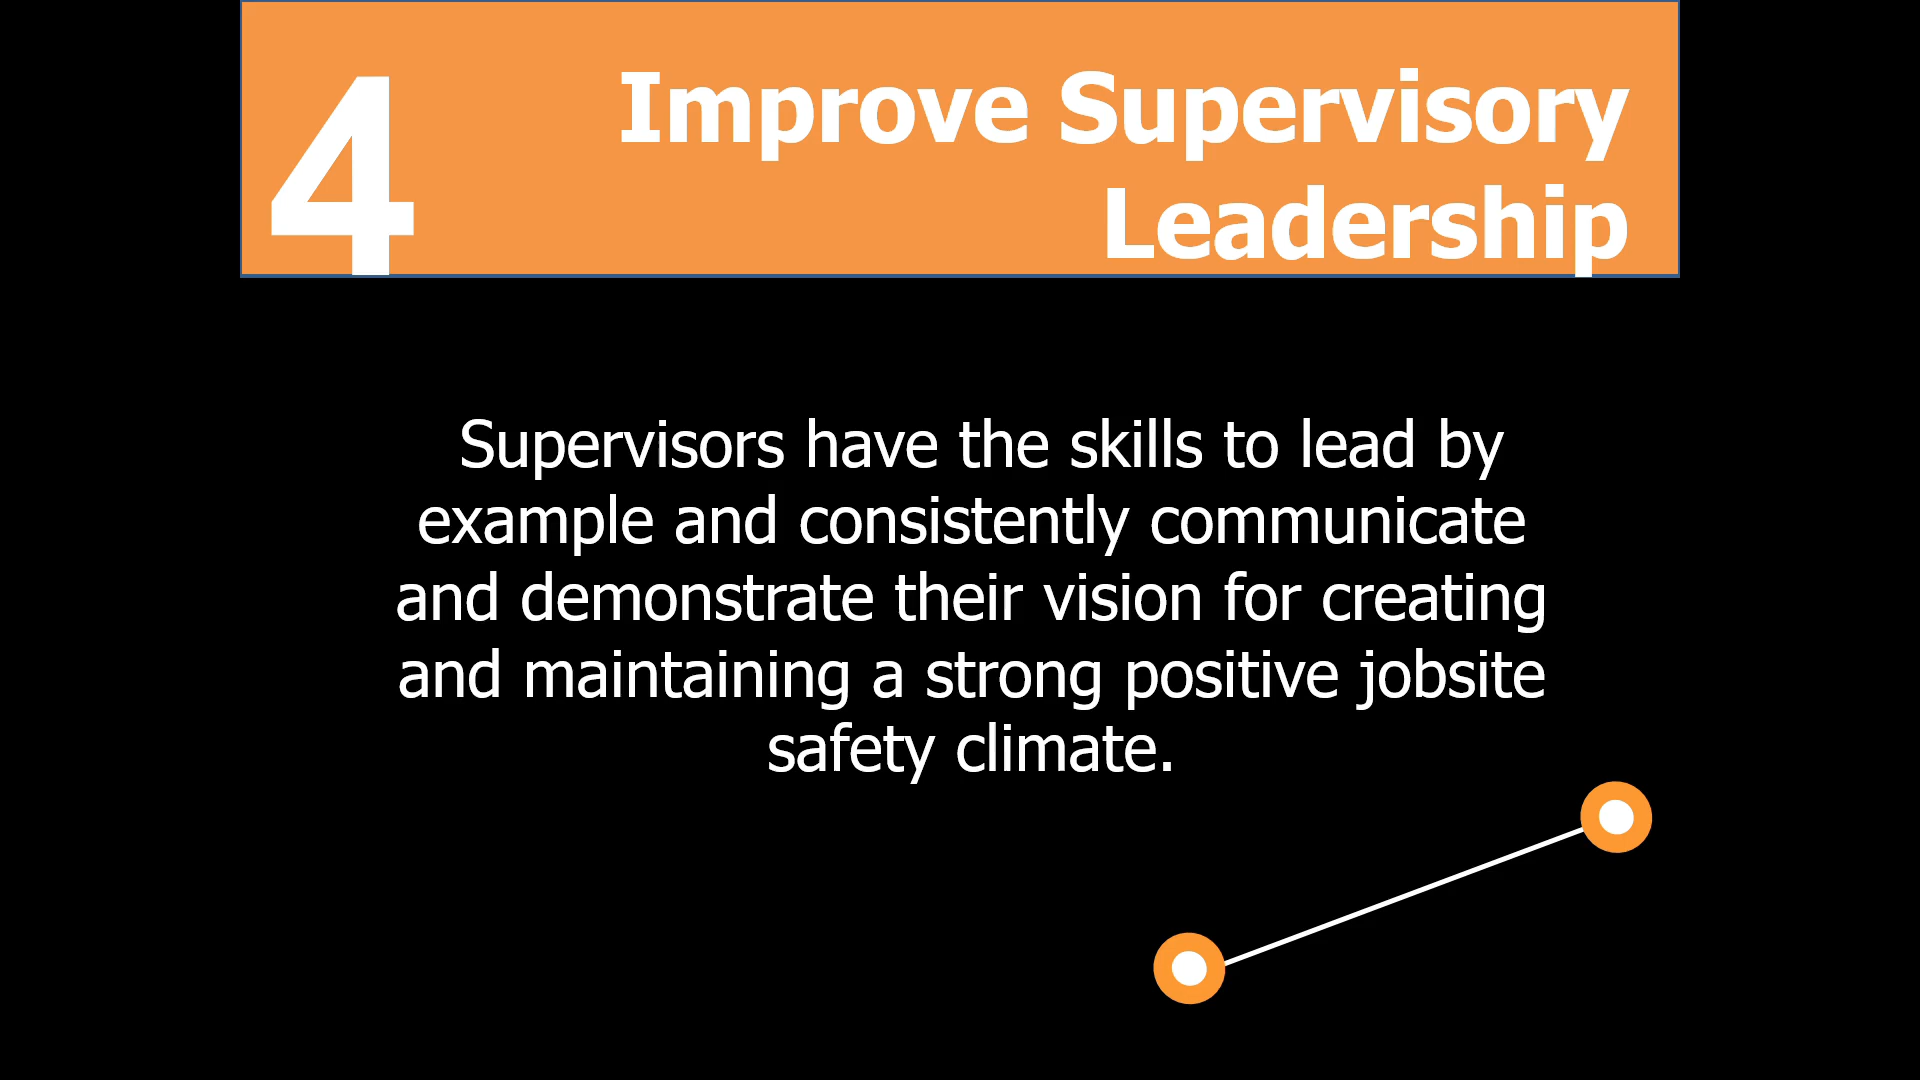 4
Improve Supervisory
Leadership
Supervisors have the skills to lead by
example and consistently communicate
and demonstrate their vision for creating
and maintaining a strong positive jobsite
safety climate.